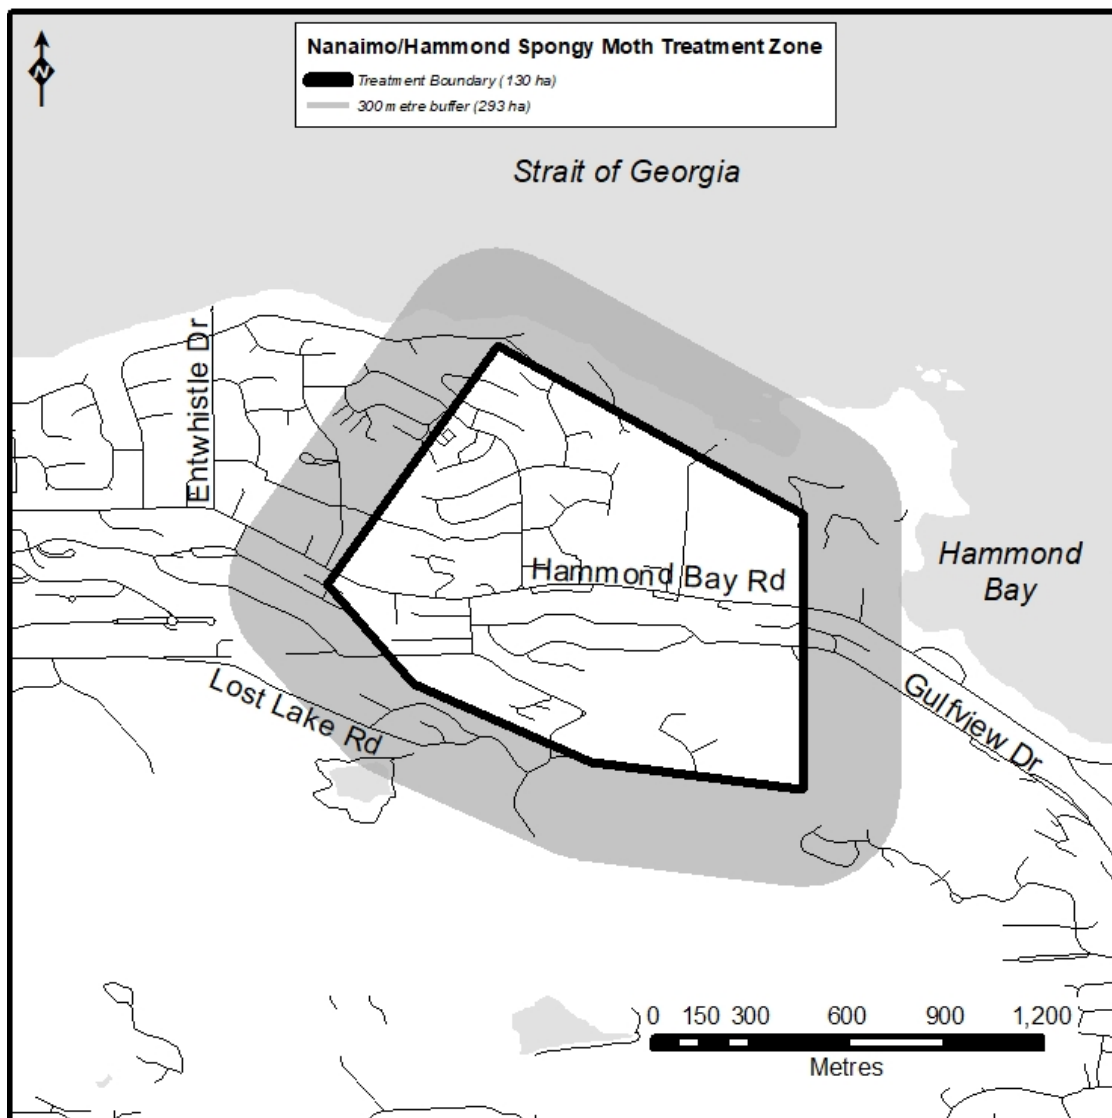 N
Nanaimo/Hammond Spongy Moth Treatment Zone
Treatment Boundary (130 ha)
300 metre buffer (293 ha)
Strait of Georgia
Entwhistle Dr
Hammond Bay Rd
Hammond
Bay
Lost Lake Rd
Gulfview Dr
0 150 300 600 900 1,200
Metres